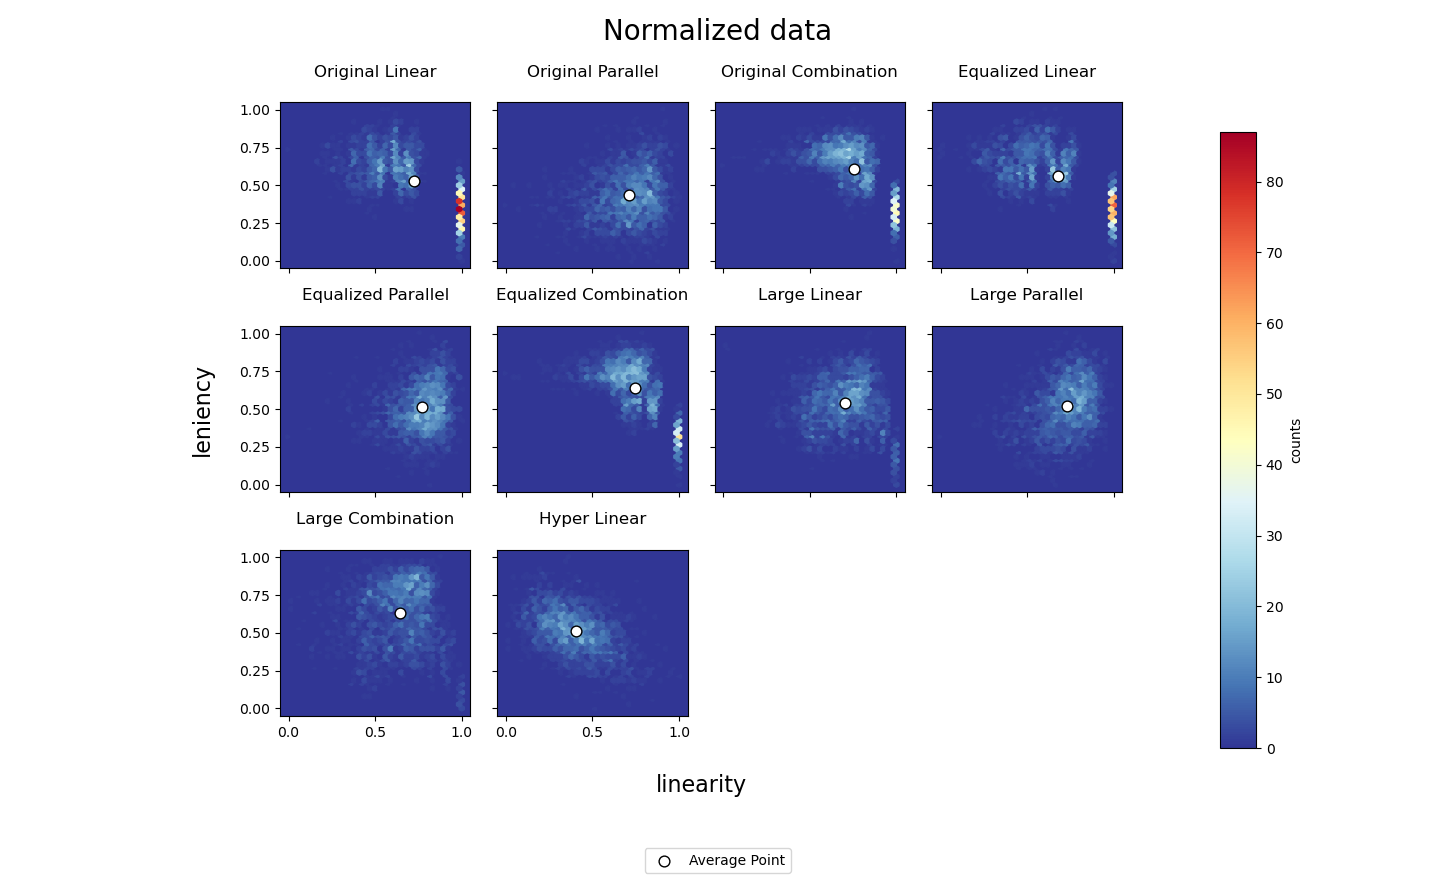 Normalized data
Original Linear
Original Parallel
Original Combination
Equalized Linear
1.00
0.75
0.50
0.25
0.00
Equalized Parallel
Equalized Combination
Large Linear
Large Parallel
1.00
0.75
0.50
0.25
0.00
Large Combination
Hyper Linear
1.00
0.75
0.50
0.25
0.00
0.0 0.5 1.0
0.0 0.5 1.0
leniency
linearity
80
70
60
50
40
30
20
10
0
counts
Average Point